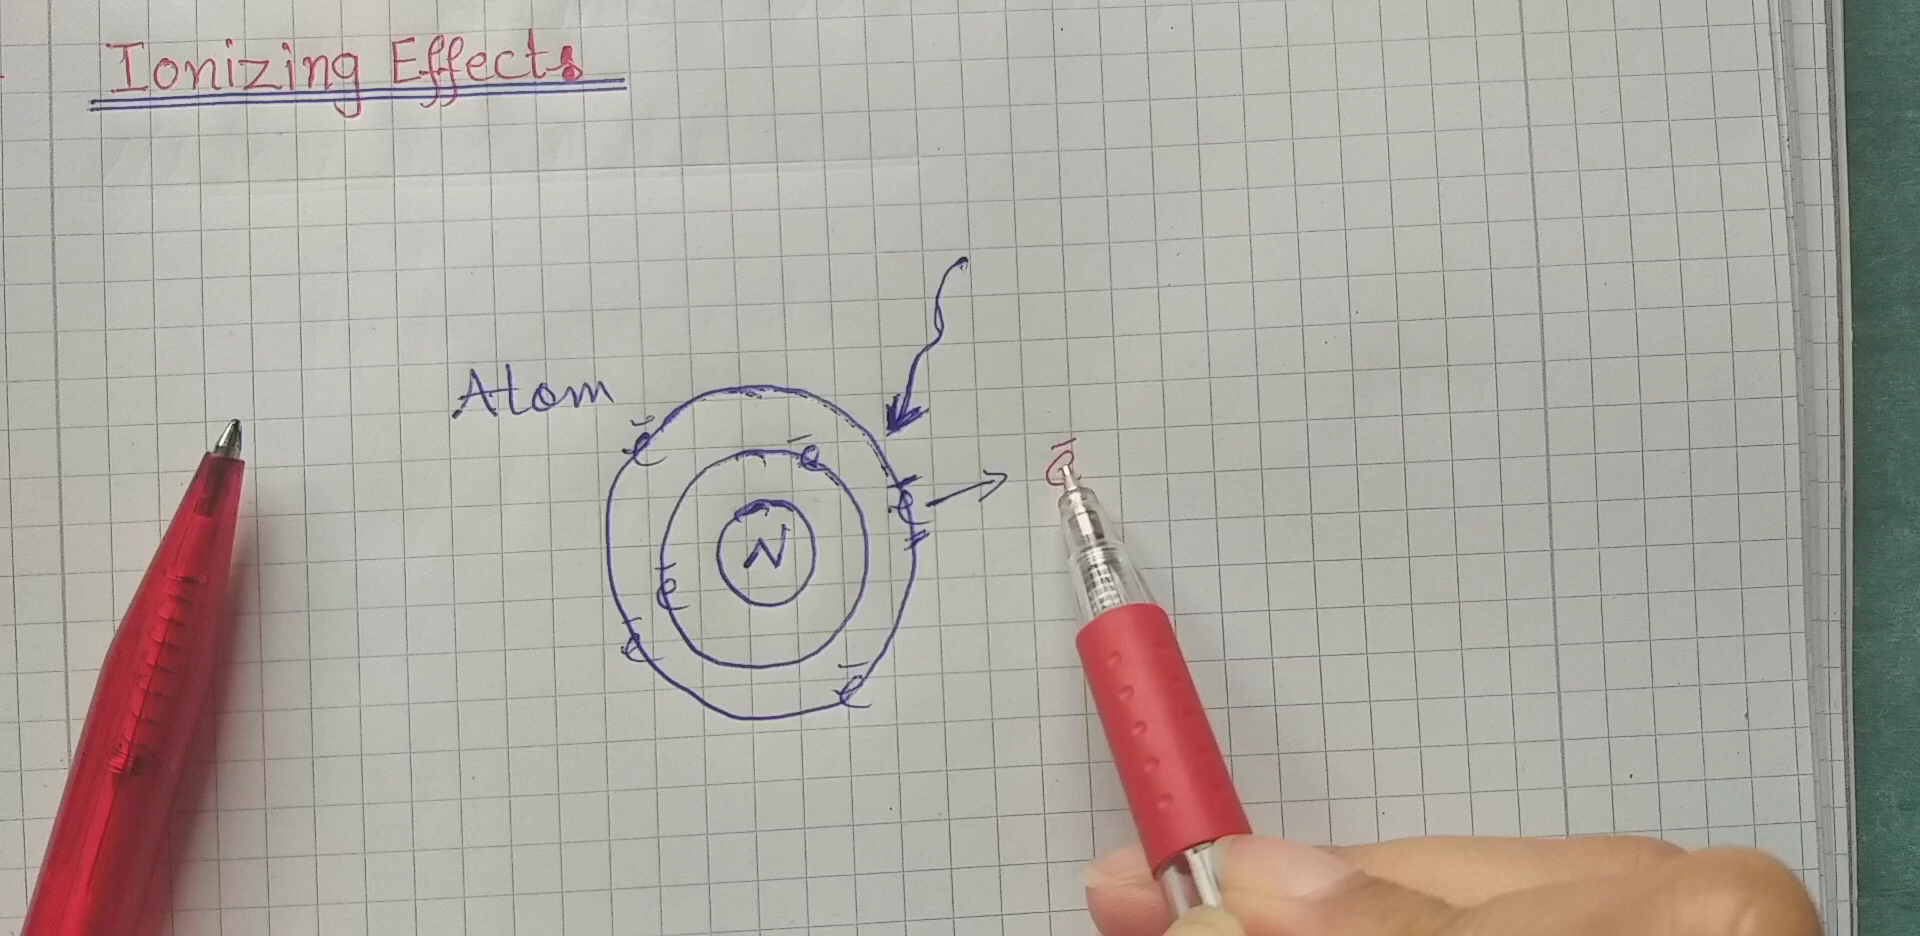 Ionizing Effects
Atom
e̅
e̅
e̅
e̅
N
e̅
e̅
e̅